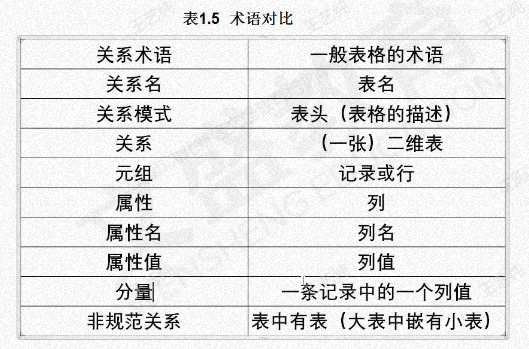 表1.5 术语对比
关系术语 一般表格的术语
关系名 表名
关系模式 表头（表格的描述）
关系 （一张）二维表
元组 记录或行
属性 列
属性名 列名
属性值 列值
分量 一条记录中的一个列值
非规范关系 表中有表（大表中嵌有小表）